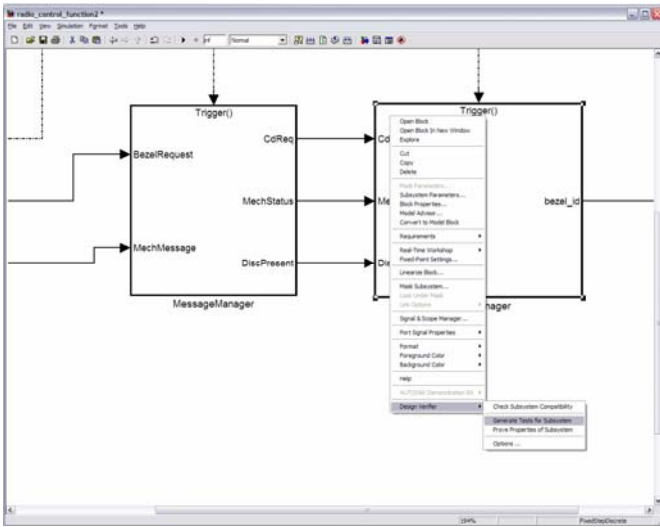 radio_control_function2 *
File Edit View Simulation Format Tools Help
inf Normal
Trigger()
BezelRequest
CdReq
MechStatus
MechMessage
DiscPresent
MessageManager
Trigger()
bezel_id
nager
Open Block
Open Block In New Window
Explore
Cut
Copy
Delete
Mask Parameters...
Subsystem Parameters...
Block Properties...
Model Advisor...
Convert to Model Block
Requirements
Real-Time Workshop
Fixed-Point Settings...
Linearize Block...
Mask Subsystem...
Look Under Mask
Link Options
Signal & Scope Manager...
Port Signal Properties
Format
Foreground Color
Background Color
Help
Design Verifier
Check Subsystem Compatibility
Generate Tests for Subsystem
Prove Properties of Subsystem
Options ...
194%
FixedStepDiscrete